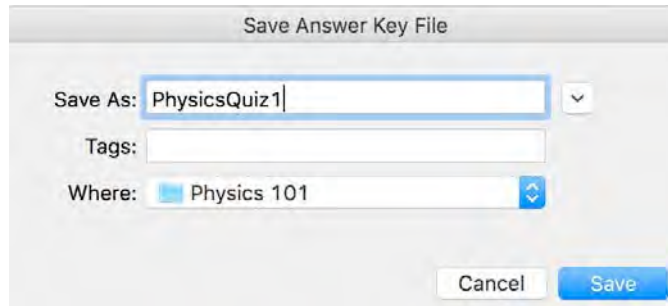 Save Answer Key File
Save As: PhysicsQuiz1
Tags:
Where: Physics 101
Cancel Save